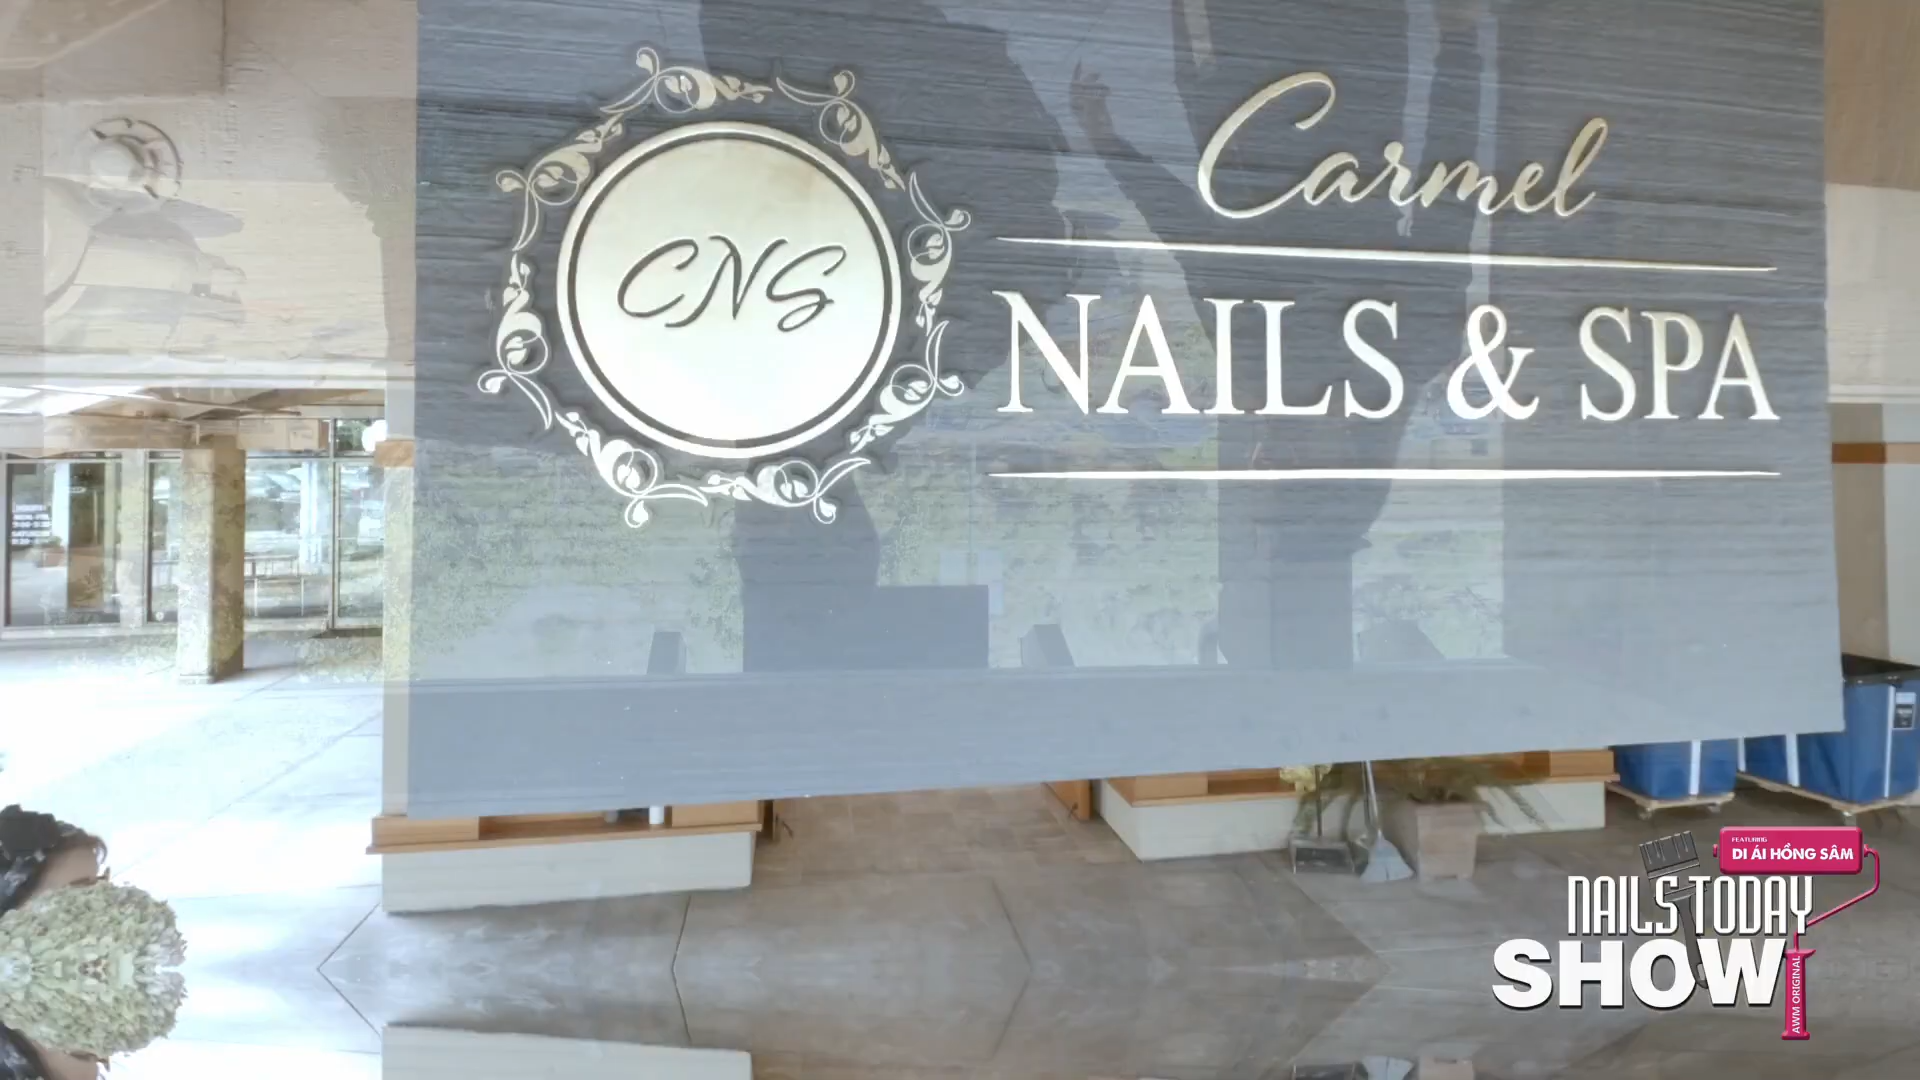 CNS
Carmel
NAILS & SPA
FEATURING
DI ÁI HỒNG SÂM
NAILS TODAY
SHOW
AWM ORIGINAL